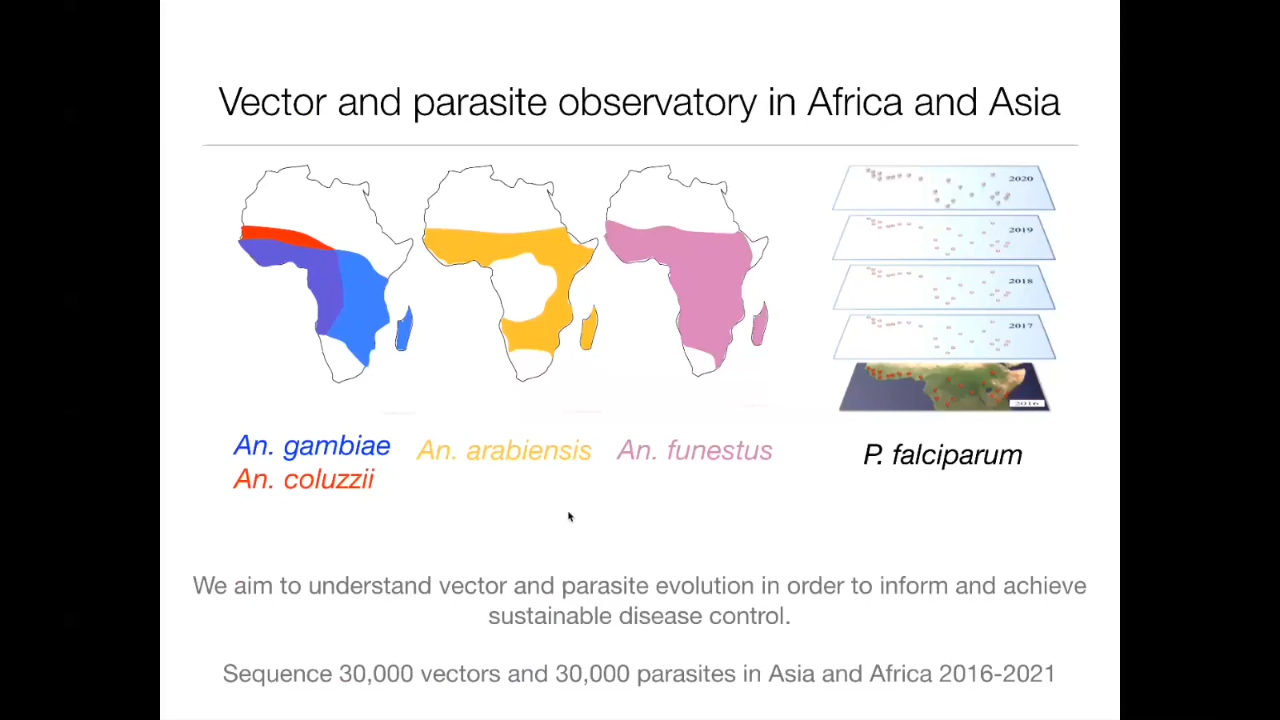 Vector and parasite observatory in Africa and Asia
2020
2019
2018
2017
2016
An. gambiae
An. coluzzii
An. arabiensis
An. funestus
P. falciparum
We aim to understand vector and parasite evolution in order to inform and achieve
sustainable disease control.
Sequence 30,000 vectors and 30,000 parasites in Asia and Africa 2016-2021